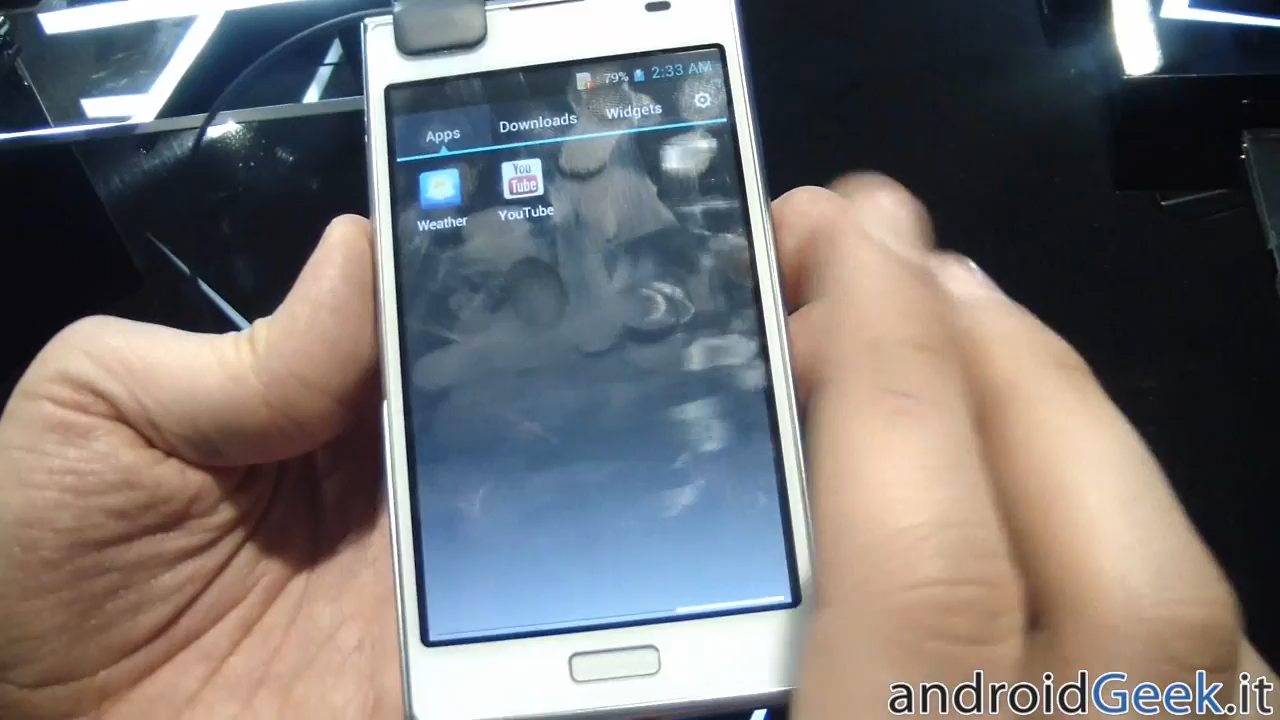 79% 2:33 AM
Apps Downloads Widgets
You
Tube
Weather YouTube
androidGeek.it